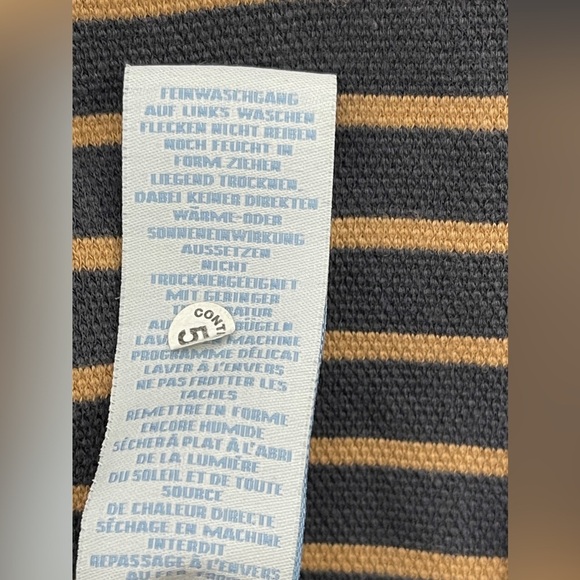 FEINWASCHGANG
AUF LINKS WASCHEN
FLECKEN NICHT REIBEN
NOCH FEUCHT IN
FORM ZIEHEN
LIEGEND TROCKNEN,
DABEI KEINER DIREKTEN
WÄRME-ODER
SONNENEINWIRKUNG
AUSSETZEN
NICHT
TROCKNERGEEIGNET
MIT GERINGER
CONT
5
MACHINE
PROGRAMME DÉLICAT
LAVER À L'ENVERS
NE PAS FROTTER LES
TACHES
REMETTRE EN FORME
ENCORE HUMIDE
SÉCHER À PLAT À L'ABRI
DE LA LUMIÈRE
DU SOLEIL ET DE TOUTE
SOURCE
DE CHALEUR DIRECTE
SÉCHAGE EN MACHINE
INTERDIT
REPASSAGE À L'ENVERS
AU FER